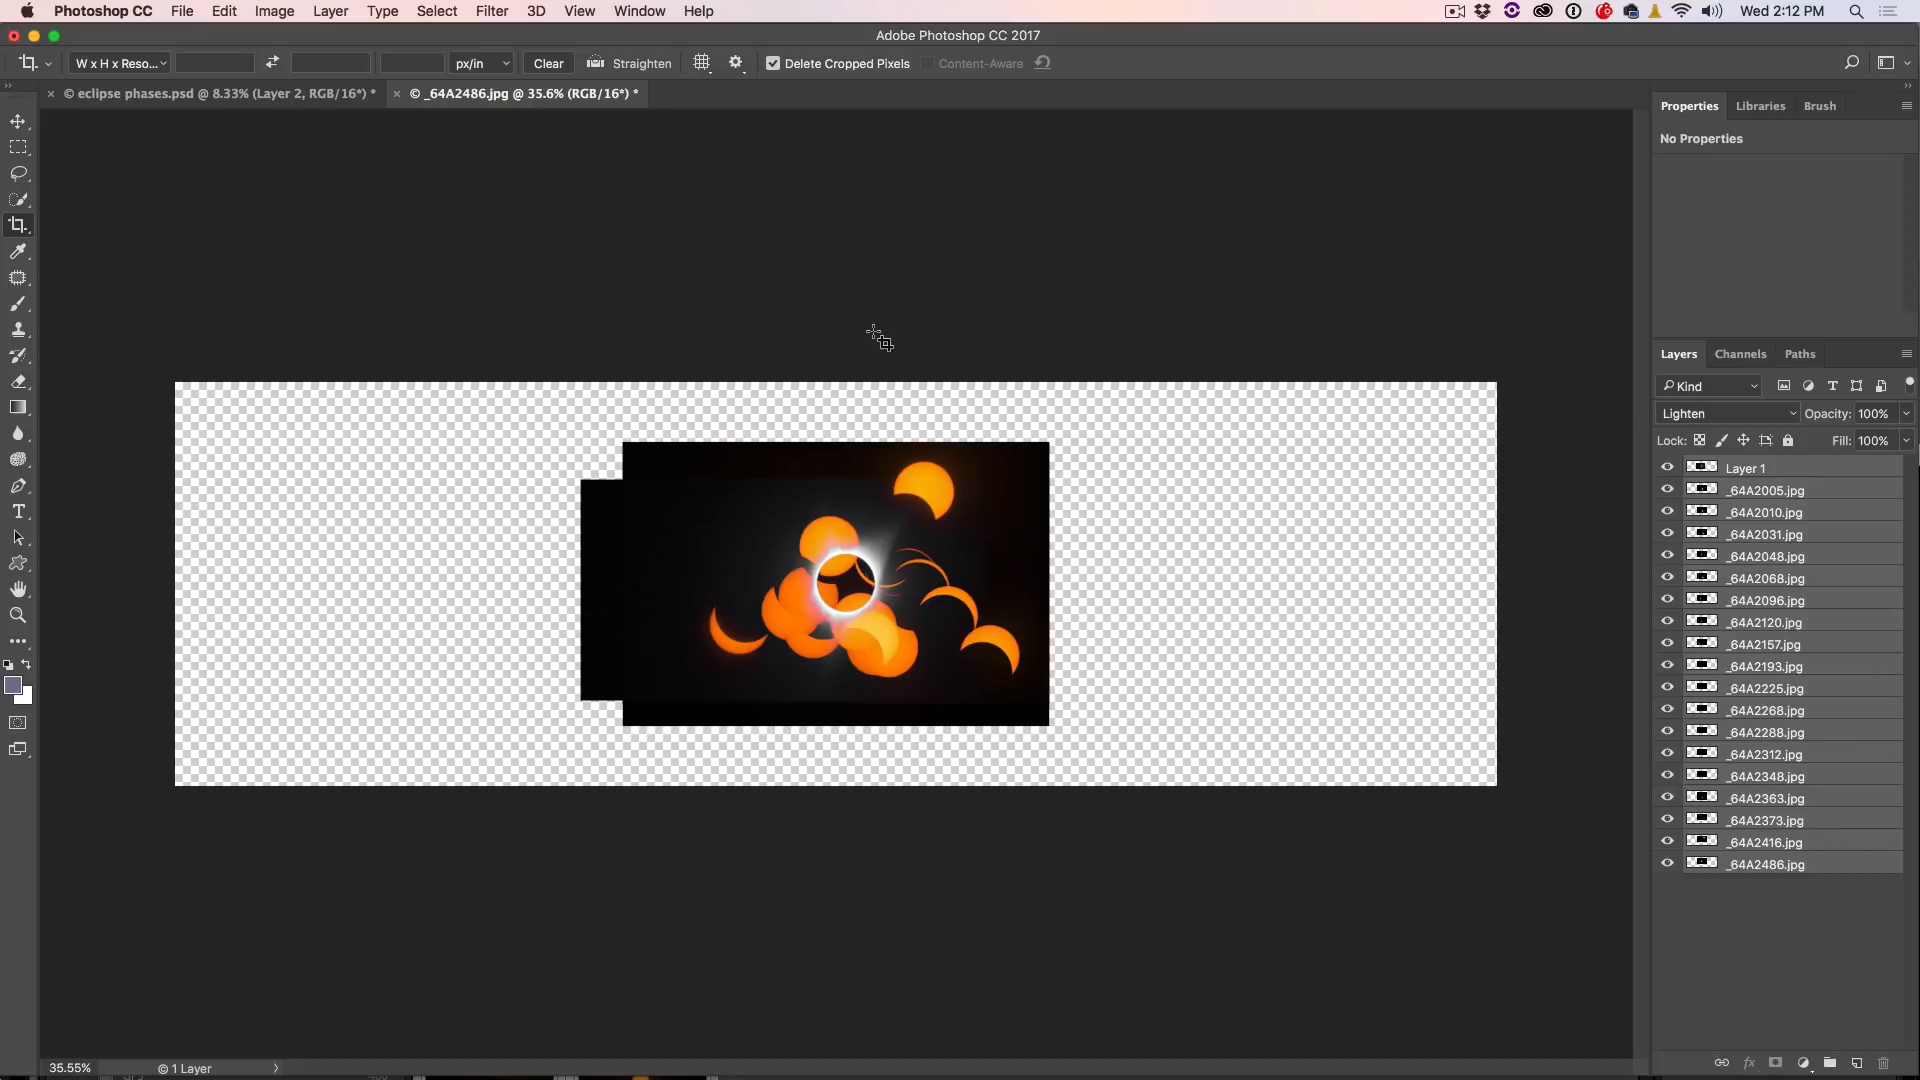 Photoshop CC File Edit Image Layer Type Select Filter 3D View Window Help Wed 2:12 PM
Adobe Photoshop CC 2017
W x H x Reso... px/in Clear Straighten Delete Cropped Pixels Content-Aware
© eclipse phases.psd @ 8.33% (Layer 2, RGB/16*) * © _64A2486.jpg @ 35.6% (RGB/16*) *
Properties Libraries Brush
No Properties
Layers Channels Paths
Kind
Lighten Opacity: 100%
Lock: Fill: 100%
Layer 1
_64A2005.jpg
_64A2010.jpg
_64A2031.jpg
_64A2048.jpg
_64A2068.jpg
_64A2096.jpg
_64A2120.jpg
_64A2157.jpg
_64A2193.jpg
_64A2225.jpg
_64A2268.jpg
_64A2288.jpg
_64A2312.jpg
_64A2348.jpg
_64A2363.jpg
_64A2373.jpg
_64A2416.jpg
_64A2486.jpg
35.55% © 1 Layer